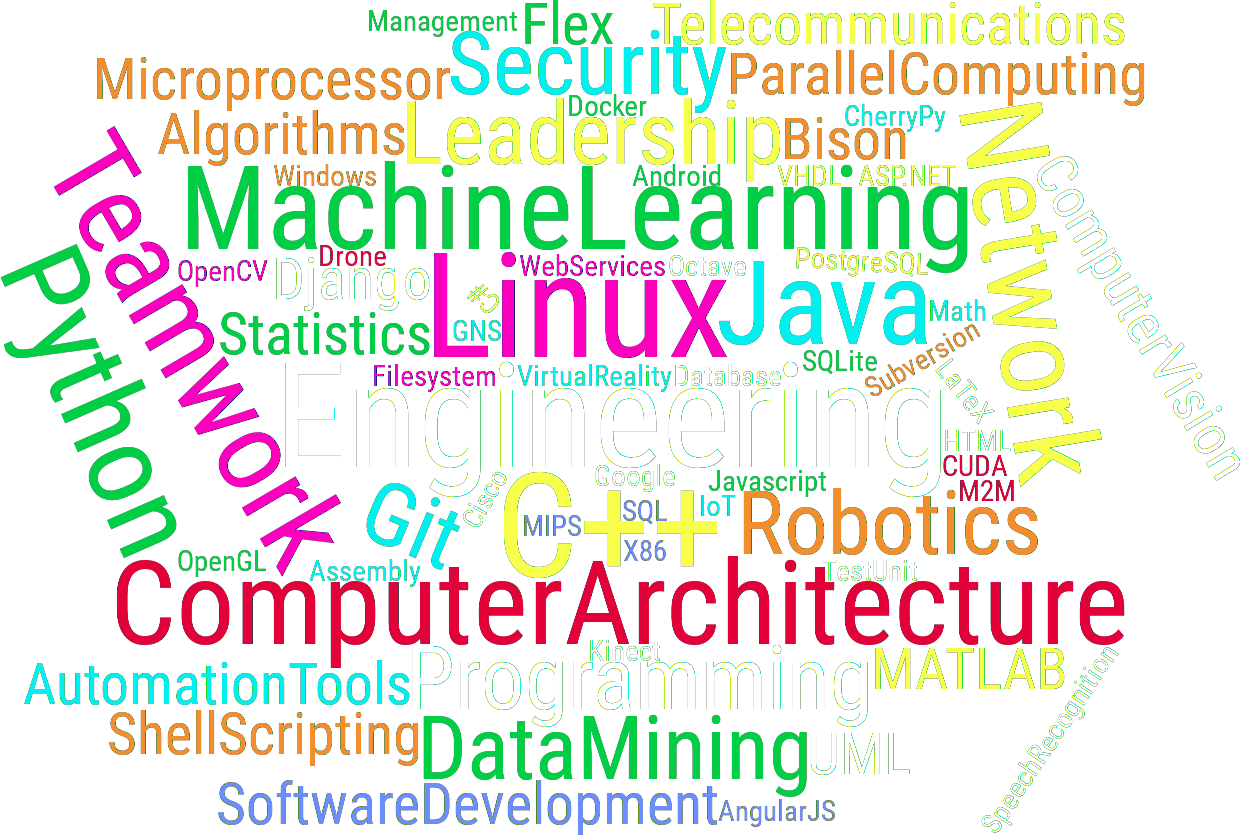 Management
Flex
Telecommunications
Security
Microprocessor
ParallelComputing
Docker
Leadership
CherryPy
Algorithms
Bison
Network
Teamwork
Windows
MachineLearning
Android
VHDL
ASP.NET
ComputerVision
Python
OpenCV
Drone
Django
Linux
WebServices
Octave
PostgreSQL
Java
C#
Math
Statistics
GNS
SQLite
Subversion
Filesystem
VirtualReality
Database
LaTeX
Engineering
HTML
CUDA
Google
Javascript
M2M
Git
cisco
C++
MIPS
SQL
IoT
Robotics
X86
OpenGL
Assembly
TestUnit
ComputerArchitecture
Kinect
AutomationTools
Programming
MATLAB
SpeechRecognition
ShellScripting
DataMining
UML
SoftwareDevelopment
AngularJS